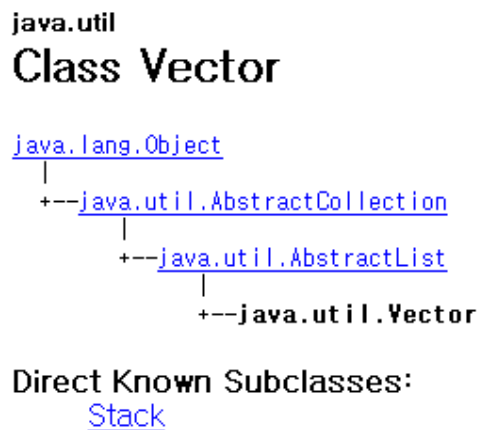 java.util
Class Vector
java.lang.Object
|
+--java.util.AbstractCollection
|
+--java.util.AbstractList
|
+--java.util.Vector
Direct Known Subclasses:
Stack